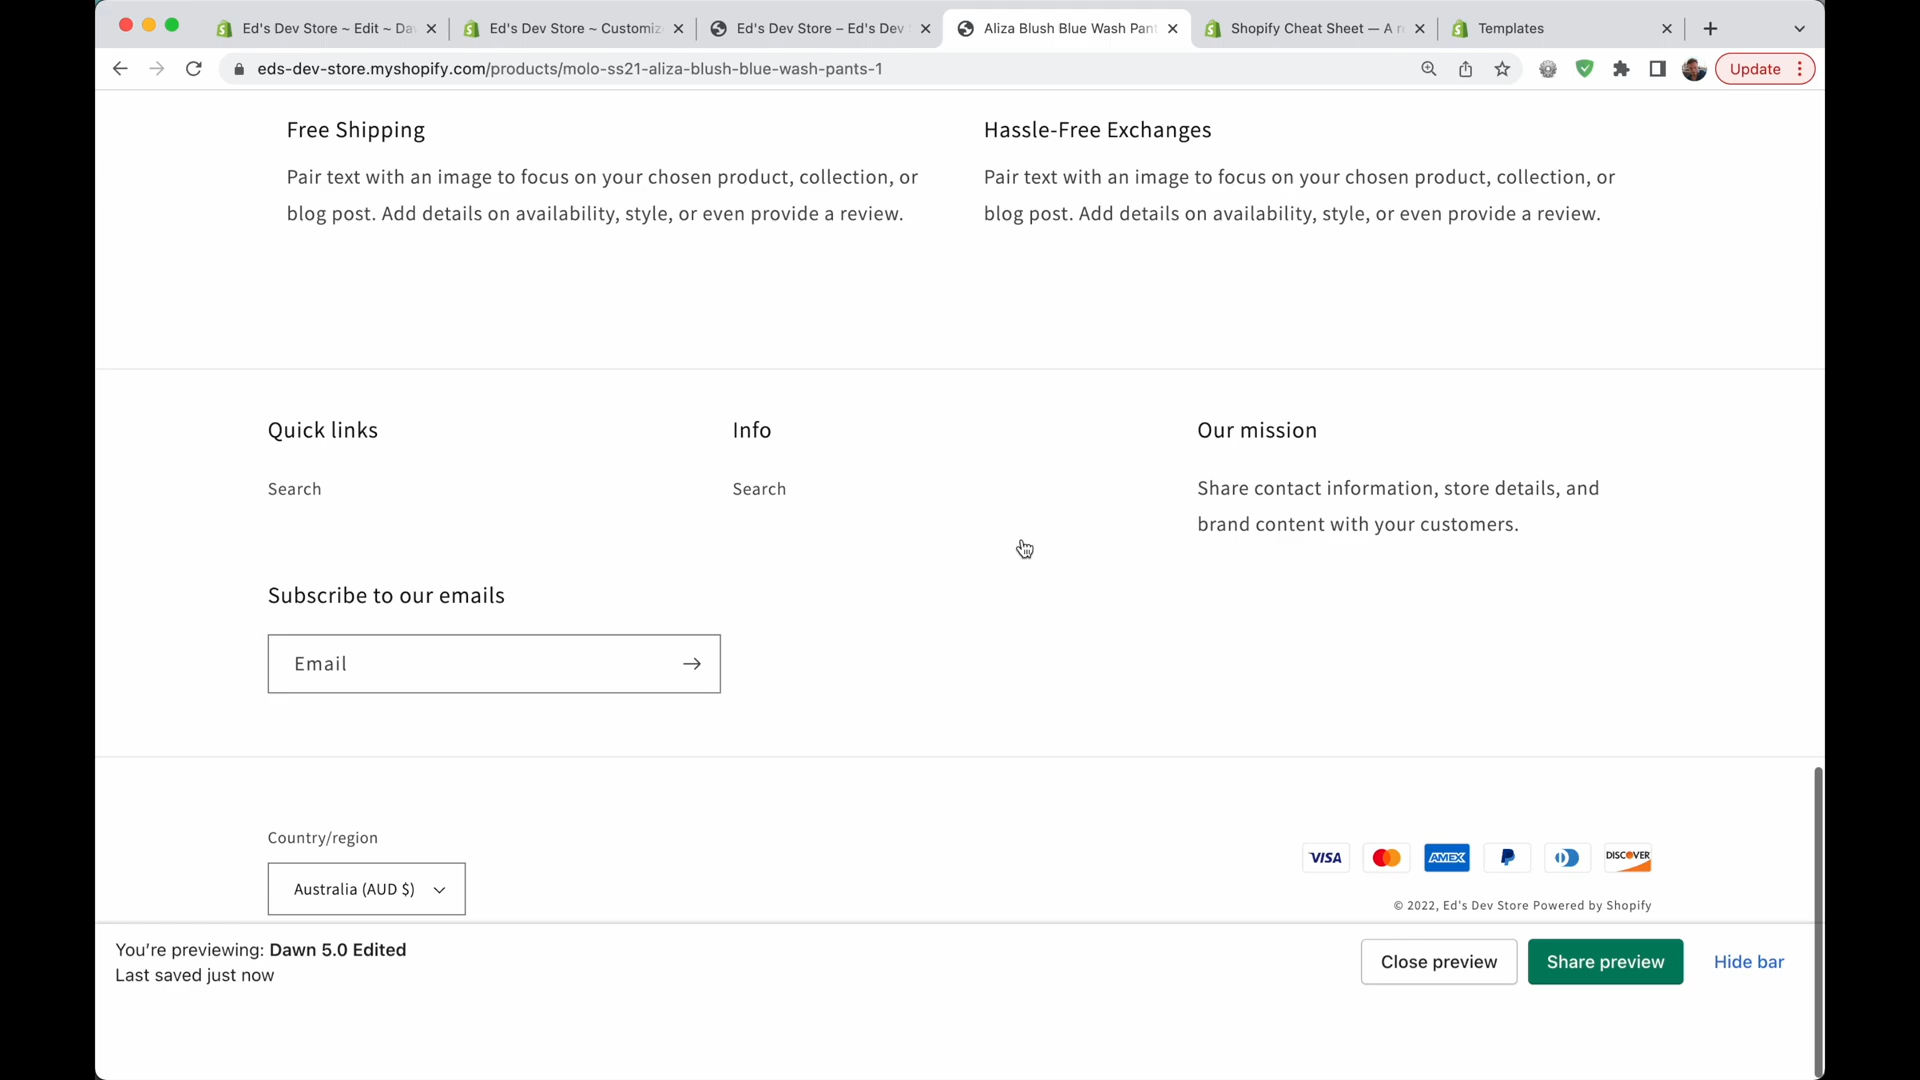 Ed's Dev Store ~ Edit ~ Da
Ed's Dev Store ~ Customiz
Ed's Dev Store – Ed's Dev
Aliza Blush Blue Wash Pant
Shopify Cheat Sheet — A r
Templates
eds-dev-store.myshopify.com/products/molo-ss21-aliza-blush-blue-wash-pants-1
Update
Free Shipping
Pair text with an image to focus on your chosen product, collection, or
blog post. Add details on availability, style, or even provide a review.
Hassle-Free Exchanges
Pair text with an image to focus on your chosen product, collection, or
blog post. Add details on availability, style, or even provide a review.
Quick links
Search
Info
Search
Our mission
Share contact information, store details, and
brand content with your customers.
Subscribe to our emails
Email
Country/region
Australia (AUD $)
VISA
AMEX
DISCOVER
© 2022, Ed's Dev Store Powered by Shopify
You're previewing: Dawn 5.0 Edited
Last saved just now
Close preview
Share preview
Hide bar